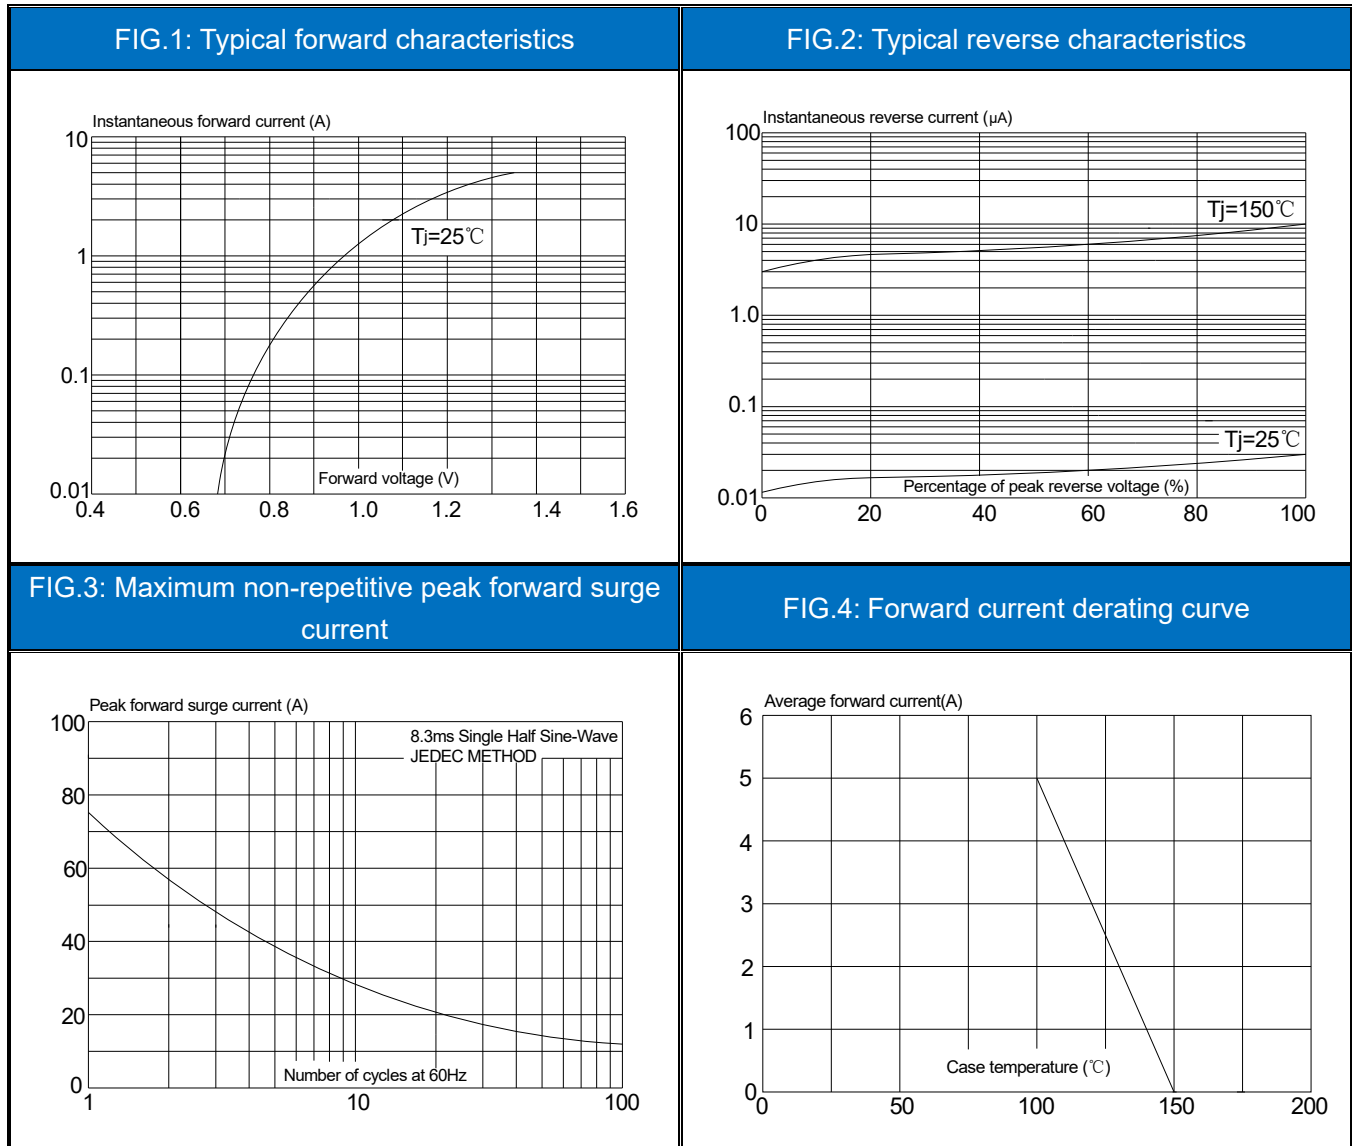 FIG.1: Typical forward characteristics
Instantaneous forward current (A)
10
1
0.1
0.01
Tj=25℃
Forward voltage (V)
0.4 0.6 0.8 1.0 1.2 1.4 1.6
FIG.2: Typical reverse characteristics
Instantaneous reverse current (μA)
100
10
1.0
0.1
0.01
Tj=150℃
Tj=25℃
Percentage of peak reverse voltage (%)
0 20 40 60 80 100
FIG.3: Maximum non-repetitive peak forward surge
current
Peak forward surge current (A)
100
80
60
40
20
0
8.3ms Single Half Sine-Wave
JEDEC METHOD
Number of cycles at 60Hz
1 10 100
FIG.4: Forward current derating curve
Average forward current(A)
6
5
4
3
2
1
0
Case temperature (℃)
0 50 100 150 200